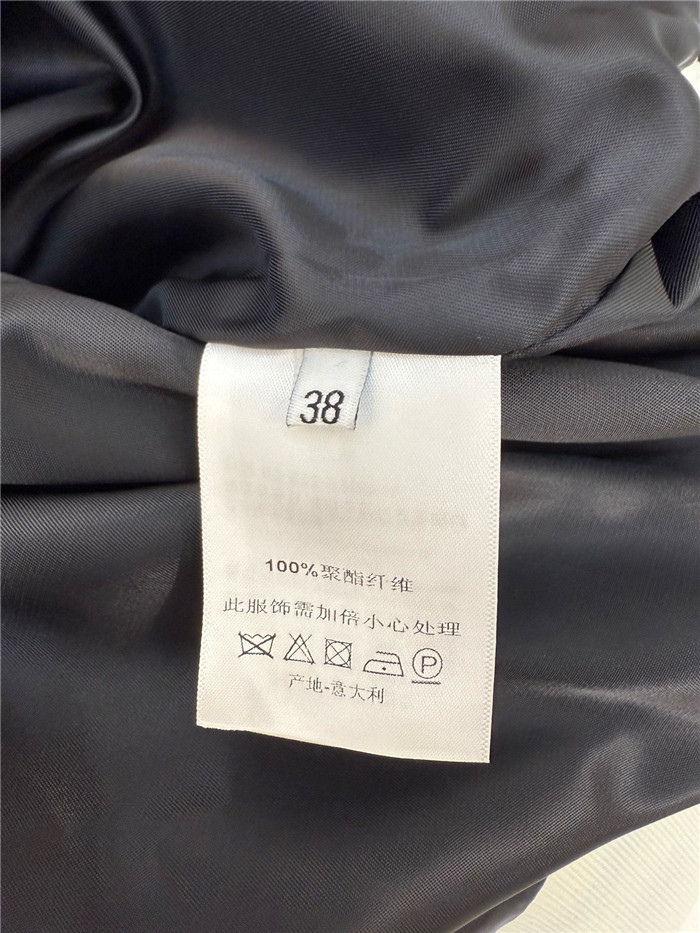 38
100%聚酯纤维
此服饰需加倍小心处理
P
产地-意大利